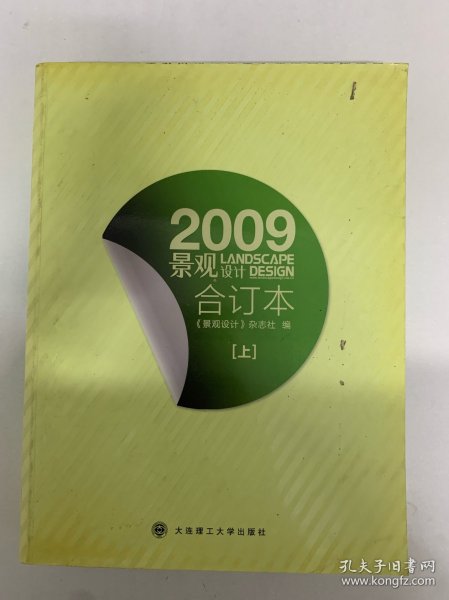 2009
景观设计 LANDSCAPE DESIGN
合订本
《景观设计》杂志社 编
[上]
大连理工大学出版社
孔夫子旧书网
www.kongfz.com